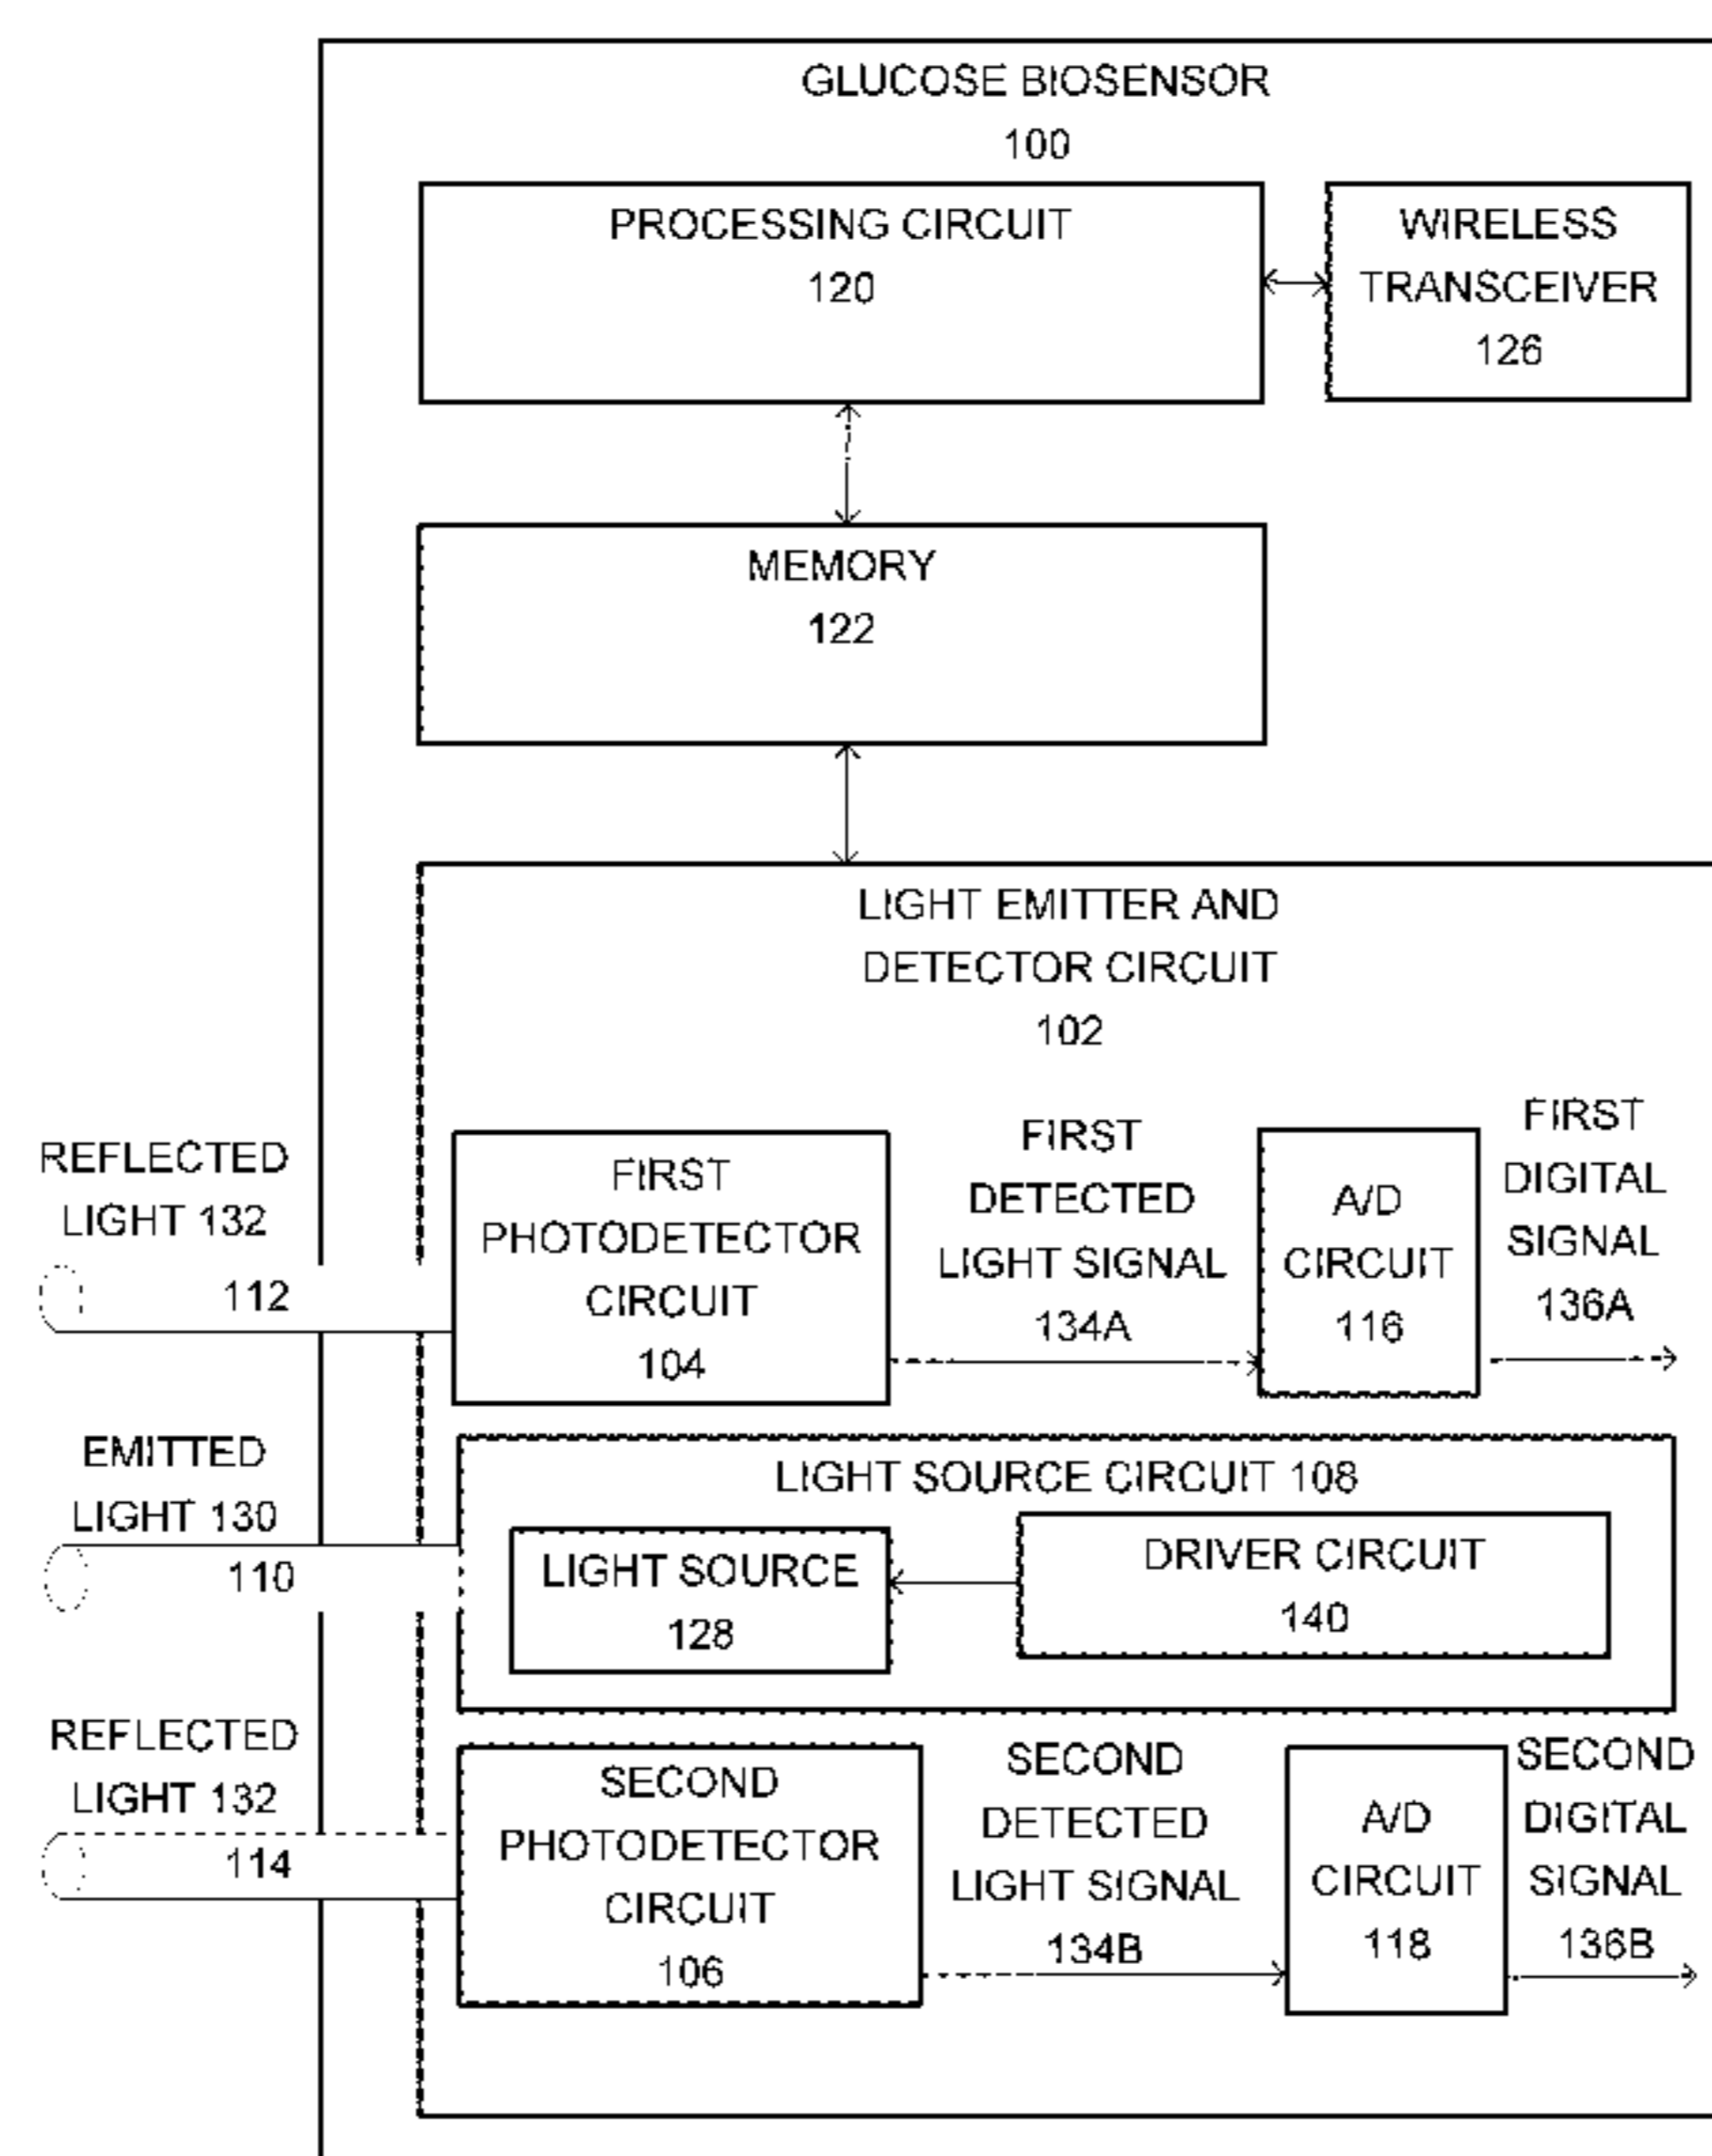 GLUCOSE BIOSENSOR
100
PROCESSING CIRCUIT
120
WIRELESS
TRANSCEIVER
126
MEMORY
122
LIGHT EMITTER AND
DETECTOR CIRCUIT
102
REFLECTED
LIGHT 132
112
FIRST
PHOTODETECTOR
CIRCUIT
104
FIRST
DETECTED
LIGHT SIGNAL
134A
A/D
CIRCUIT
116
FIRST
DIGITAL
SIGNAL
136A
EMITTED
LIGHT 130
110
LIGHT SOURCE CIRCUIT 108
LIGHT SOURCE
128
DRIVER CIRCUIT
140
REFLECTED
LIGHT 132
114
SECOND
PHOTODETECTOR
CIRCUIT
106
SECOND
DETECTED
LIGHT SIGNAL
134B
A/D
CIRCUIT
118
SECOND
DIGITAL
SIGNAL
136B